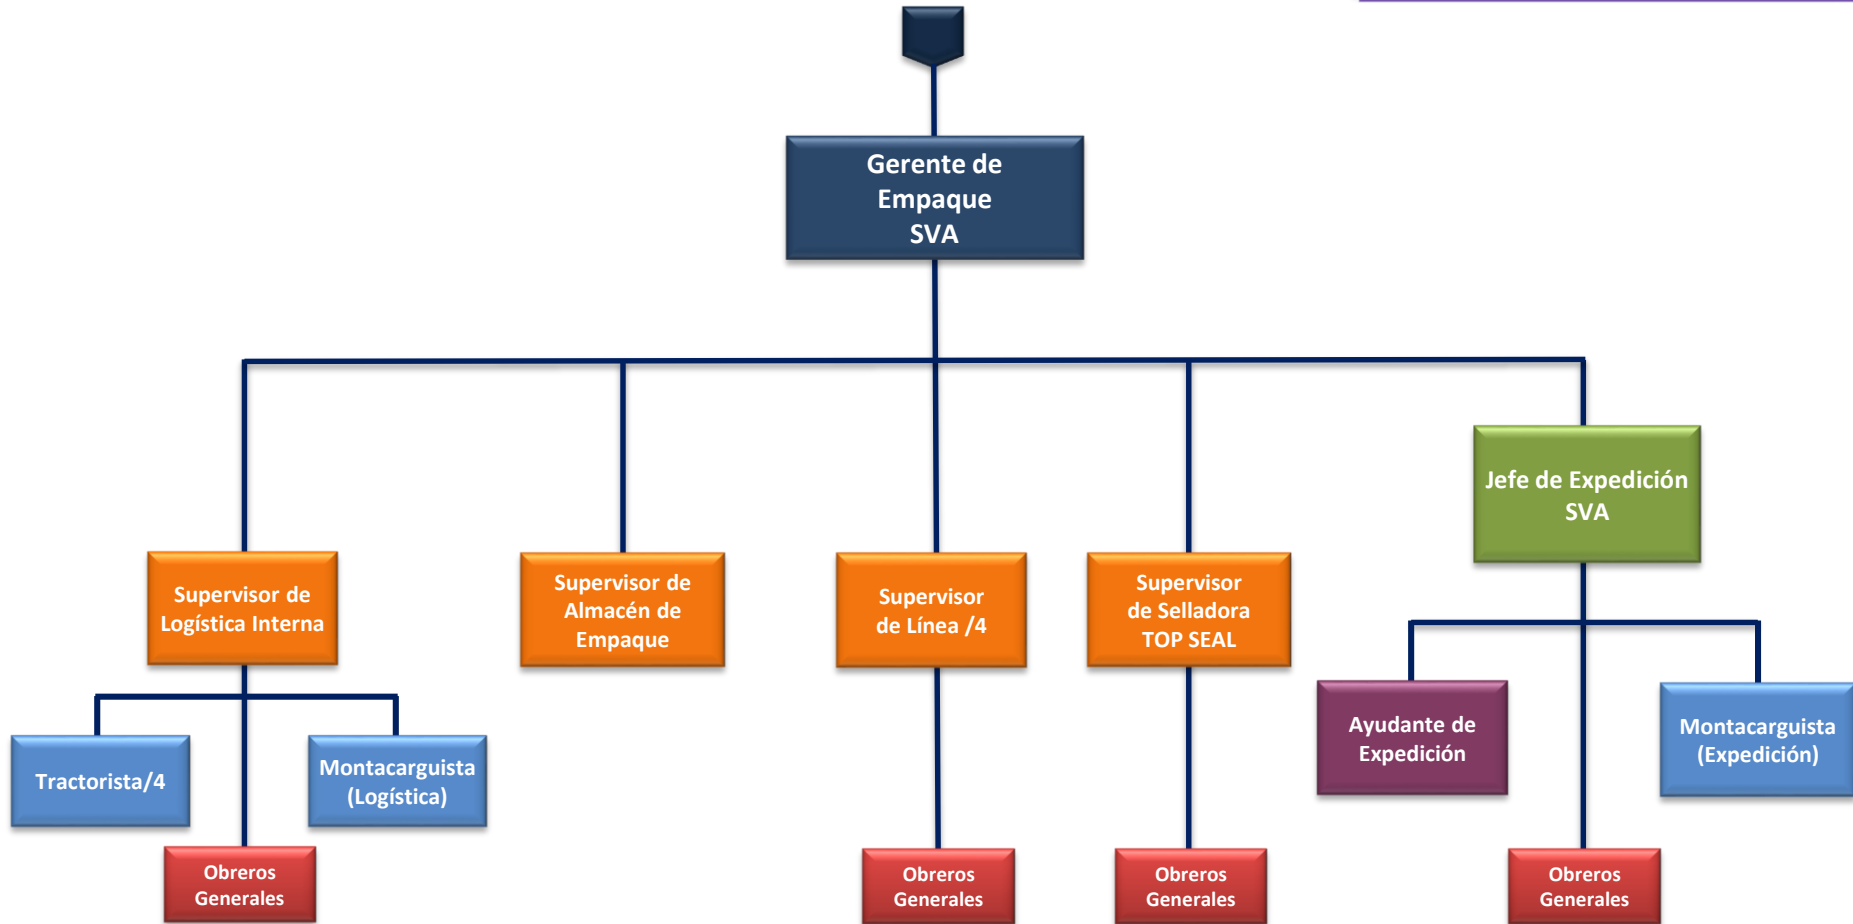 Gerente de
Empaque
SVA
Jefe de Expedición
SVA
Supervisor de
Logística Interna
Supervisor de
Almacén de
Empaque
Supervisor
de Línea /4
Supervisor
de Selladora
TOP SEAL
Tractorista/4
Montacarguista
(Logística)
Ayudante de
Expedición
Montacarguista
(Expedición)
Obreros
Generales
Obreros
Generales
Obreros
Generales
Obreros
Generales